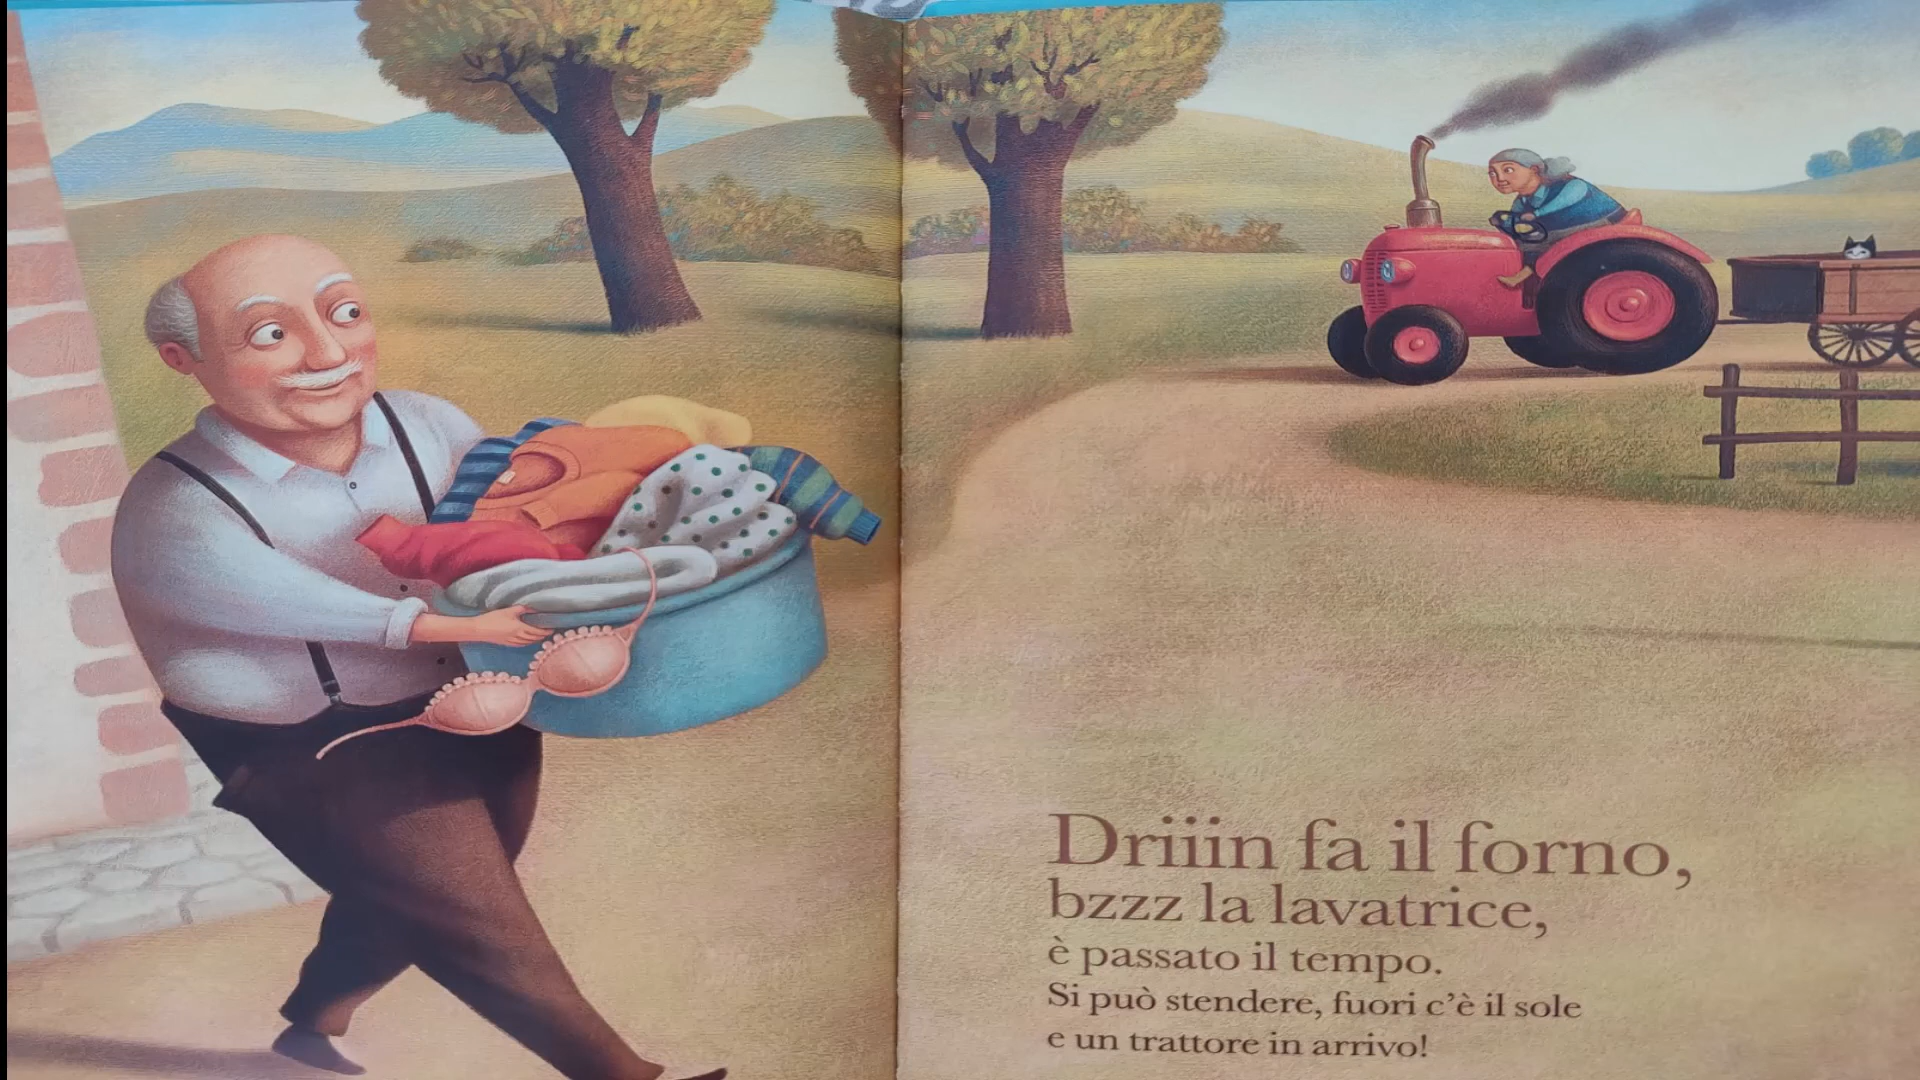 Driiin fa il forno,
bzzz la lavatrice,
è passato il tempo.
Si può stendere, fuori c'è il sole
e un trattore in arrivo!